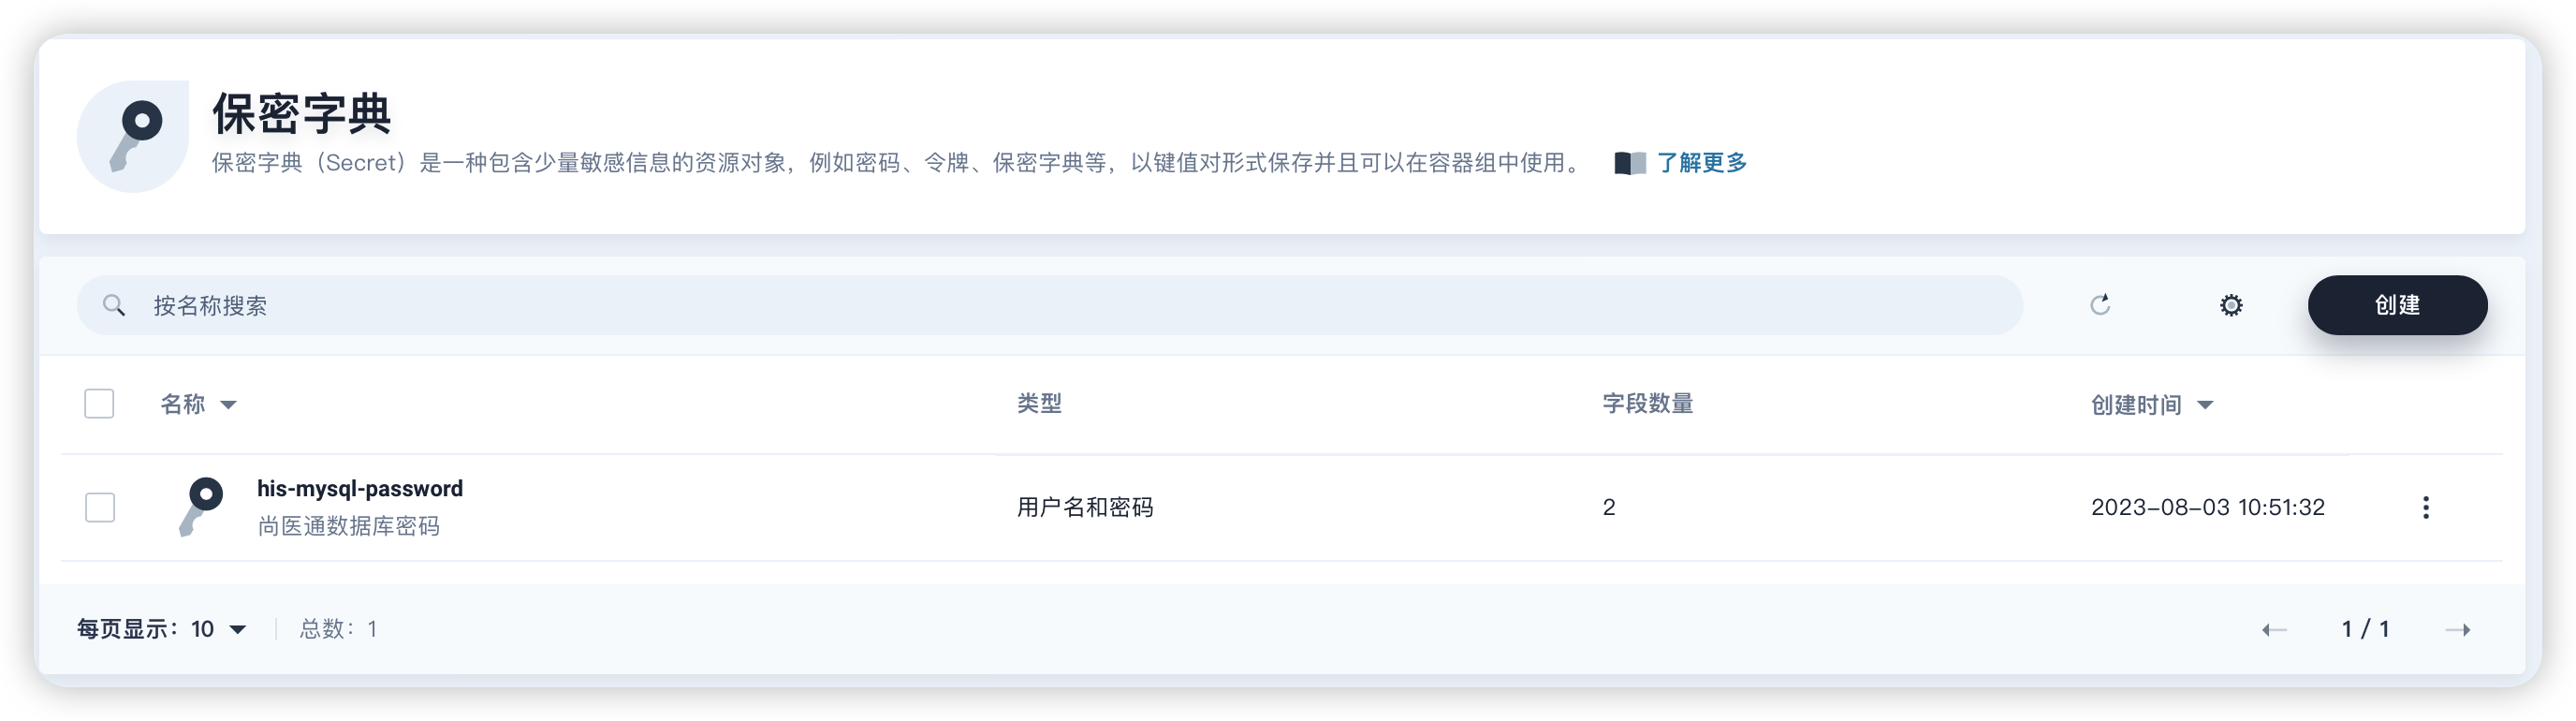 保密字典
保密字典（Secret）是一种包含少量敏感信息的资源对象，例如密码、令牌、保密字典等，以键值对形式保存并且可以在容器组中使用。 了解更多
按名称搜索 创建
名称 类型 字段数量 创建时间
his-mysql-password
尚医通数据库密码
用户名和密码 2 2023-08-03 10:51:32
每页显示：10 总数：1 1 / 1